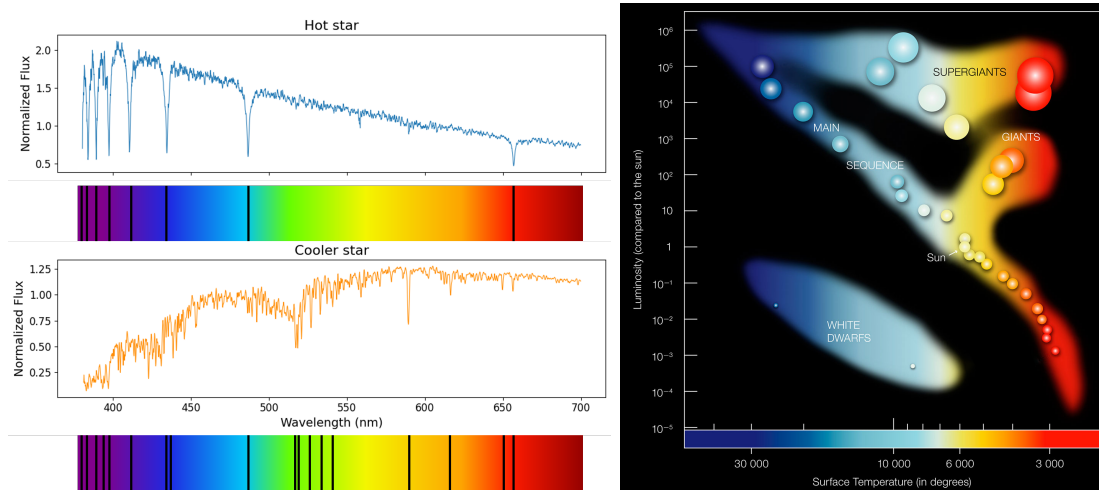 Hot star
Normalized Flux
2.0
1.5
1.0
0.5
Cooler star
Normalized Flux
1.25
1.00
0.75
0.50
0.25
400
450
500
550
600
650
700
Wavelength (nm)
Luminosity (compared to the sun)
10⁶
10⁵
10⁴
10³
10²
10
1
10⁻¹
10⁻²
10⁻³
10⁻⁴
10⁻⁵
SUPERGIANTS
MAIN
SEQUENCE
GIANTS
Sun
WHITE
DWARFS
30 000
10 000
6 000
3 000
Surface Temperature (in degrees)